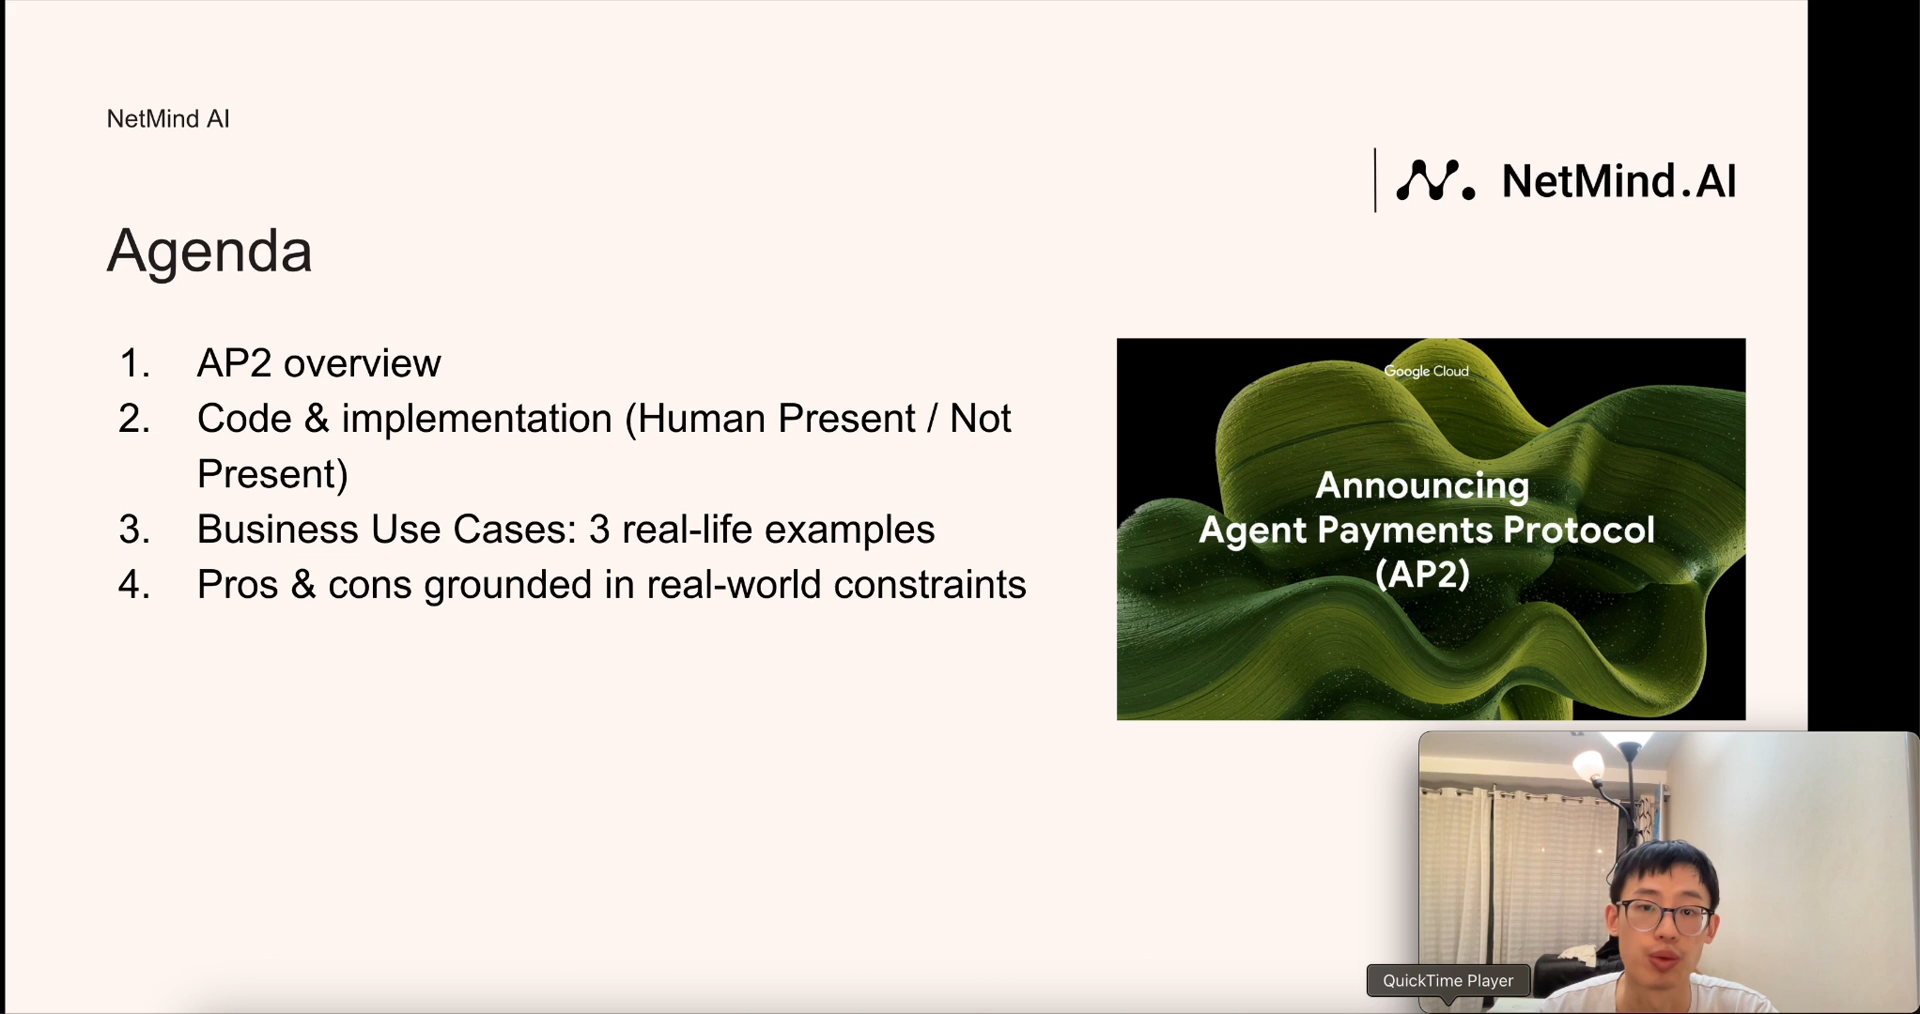 NetMind AI
NetMind.AI
Agenda
1. AP2 overview
2. Code & implementation (Human Present / Not
Present)
3. Business Use Cases: 3 real-life examples
4. Pros & cons grounded in real-world constraints
Google Cloud
Announcing
Agent Payments Protocol
(AP2)
QuickTime Player